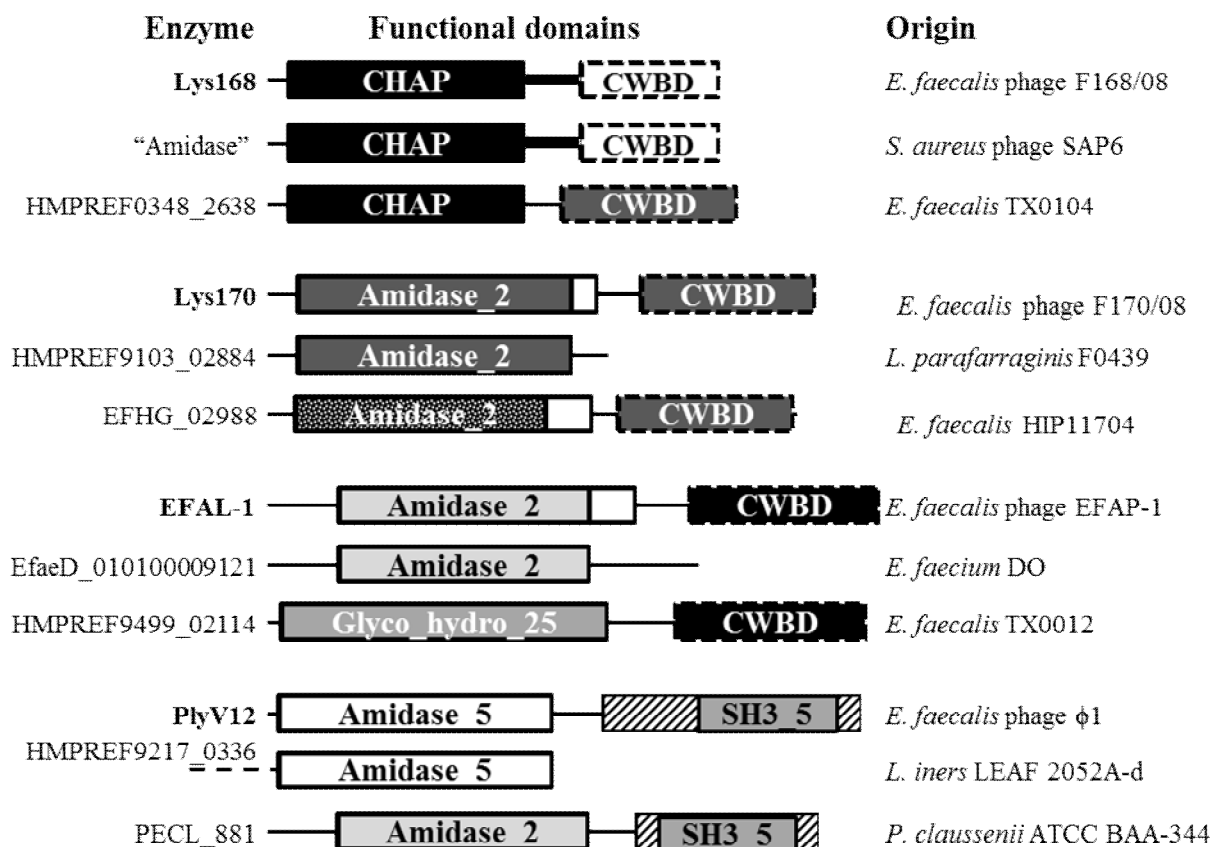 Enzyme Functional domains Origin
Lys168 CHAP CWBD E. faecalis phage F168/08
“Amidase” CHAP CWBD S. aureus phage SAP6
HMPREF0348_2638 CHAP CWBD E. faecalis TX0104
Lys170 Amidase_2 CWBD E. faecalis phage F170/08
HMPREF9103_02884 Amidase_2 L. parafarraginis F0439
EFHG_02988 Amidase_2 CWBD E. faecalis HIP11704
EFAL-1 Amidase_2 CWBD E. faecalis phage EFAP-1
EfaeD_010100009121 Amidase_2 E. faecium DO
HMPREF9499_02114 Glyco_hydro_25 CWBD E. faecalis TX0012
PlyV12 Amidase_5 SH3_5 E. faecalis phage ϕ1
HMPREF9217_0336 Amidase_5 L. iners LEAF 2052A-d
PECL_881 Amidase_2 SH3_5 P. claussenii ATCC BAA-344